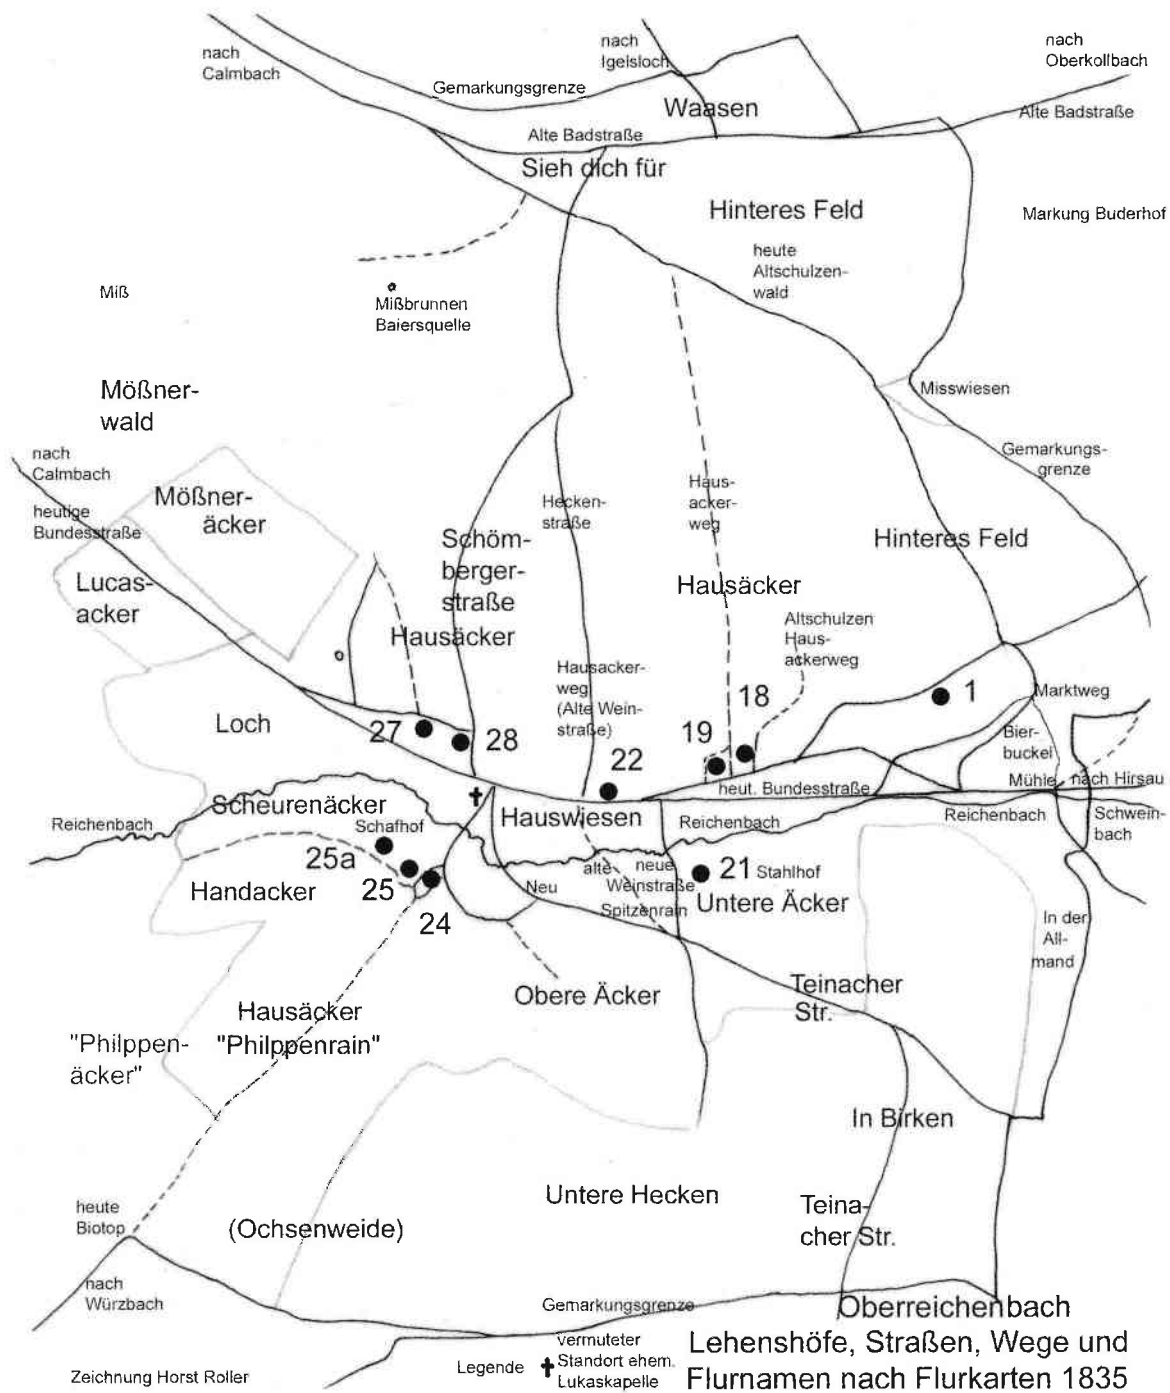 nach
Calmbach
nach
Igelsloch
nach
Oberkollbach
Gemarkungsgrenze
Waasen
Alte Badstraße
Alte Badstraße
Sieh dich für
Hinteres Feld
Markung Buderhof
heute
Altschulzen-
wald
Miß
Mißbrunnen
Baiersquelle
Mößner-
wald
Misswiesen
nach
Calmbach
Gemarkungs-
grenze
heutige
Bundesstraße
Mößner-
äcker
Hecken-
straße
Haus-
acker-
weg
Schöm-
berger-
straße
Hinteres Feld
Lucas-
acker
Hausäcker
Hausäcker
Altschulzen
Haus-
ackerweg
Hausacker-
weg
(Alte Wein-
straße)
18
1
Marktweg
Loch
27
28
19
Bier-
buckel
22
Mühle
nach Hirsau
heut. Bundesstraße
Scheurenäcker
Hauswiesen
Reichenbach
Reichenbach
Schwein-
bach
Reichenbach
Schafhof
25a
25
24
Handacker
alte
neue
Weinstraße
Neu
Spitzenrain
21
Stahlhof
Untere Äcker
In der
All-
mand
Obere Äcker
Teinacher
Str.
Hausäcker
"Philppenrain"
"Philppen-
äcker"
In Birken
Untere Hecken
Teina-
cher Str.
heute
Biotop
(Ochsenweide)
nach
Würzbach
Gemarkungsgrenze
Oberreichenbach
Lehenshöfe, Straßen, Wege und
Flurnamen nach Flurkarten 1835
Legende
vermuteter
Standort ehem.
Lukaskapelle
Zeichnung Horst Roller